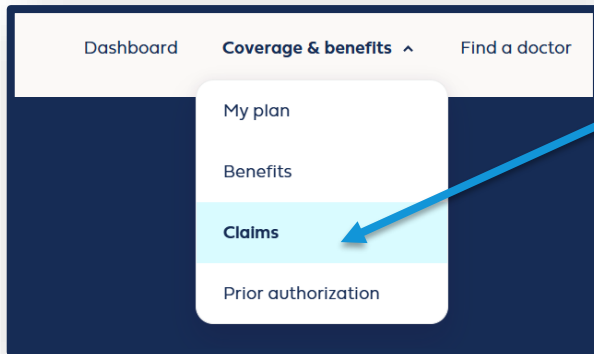 Dashboard Coverage & benefits Find a doctor
My plan
Benefits
Claims
Prior authorization